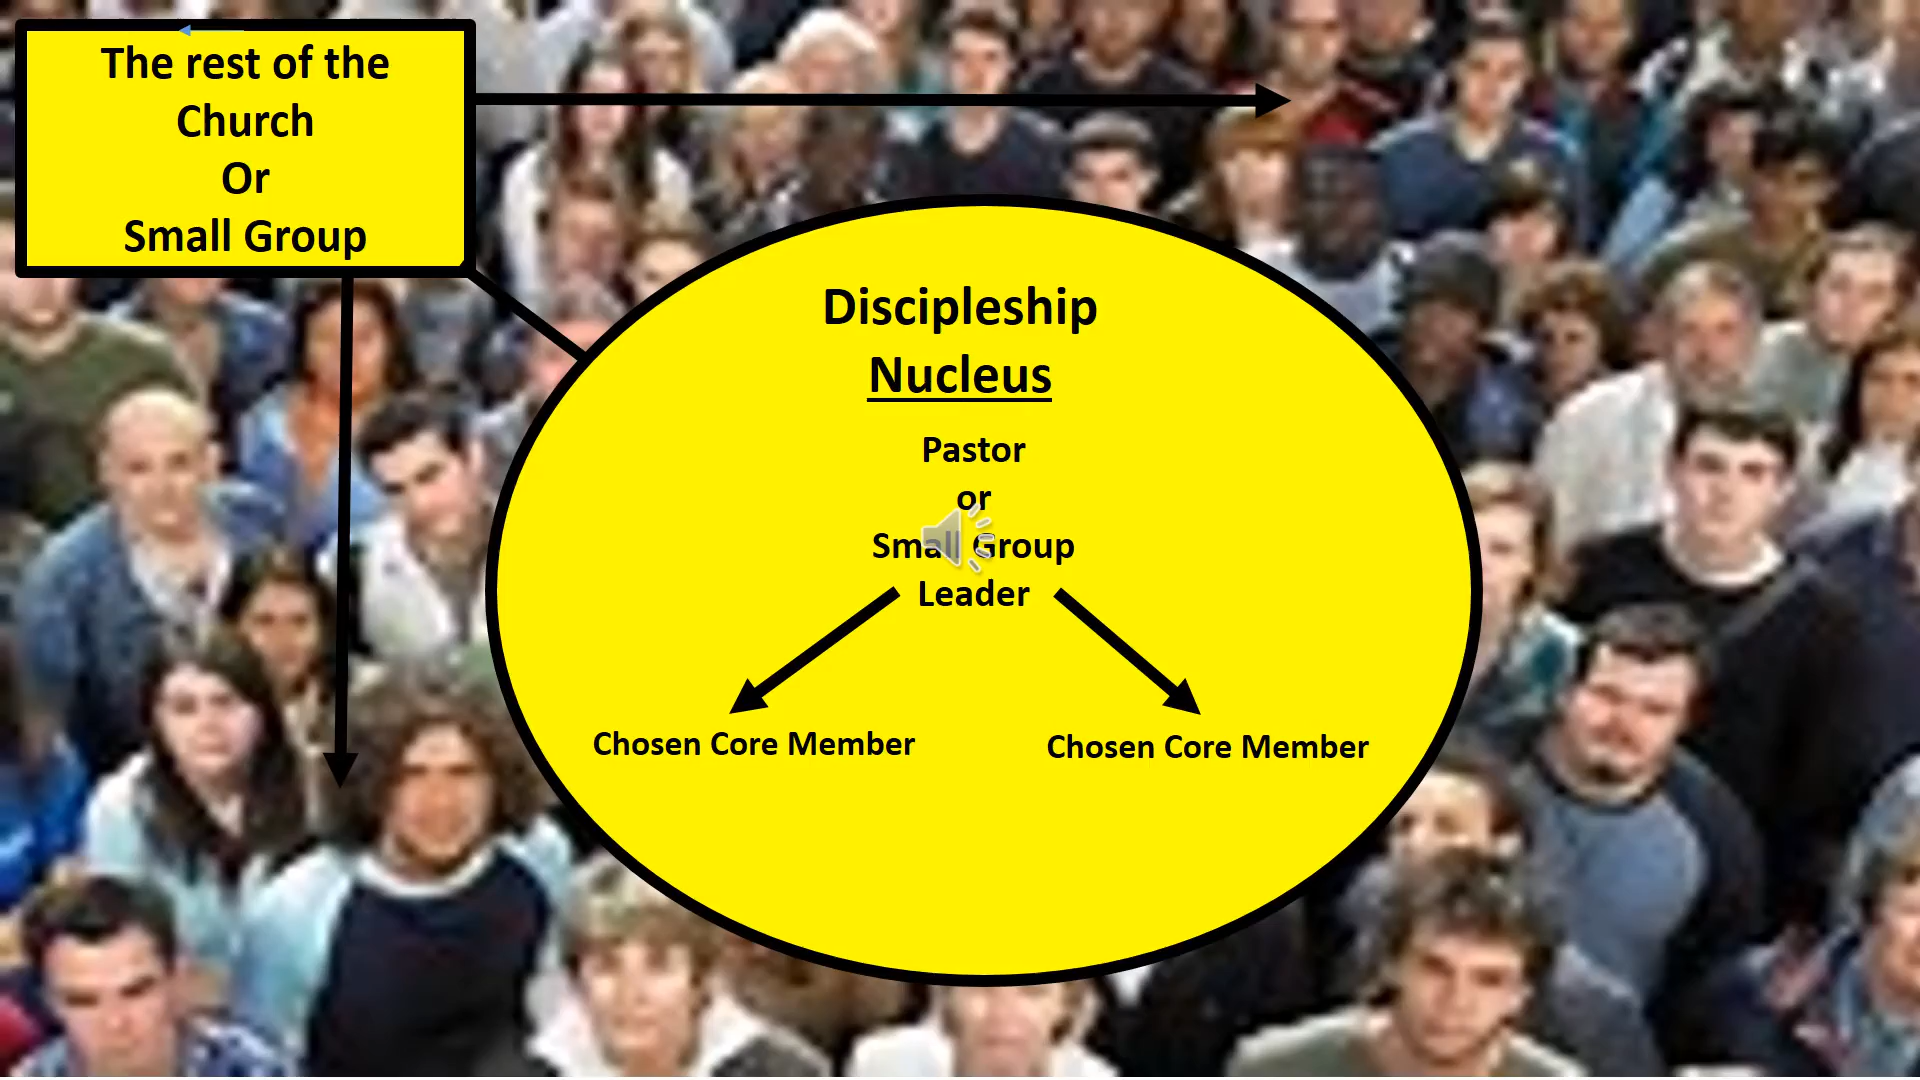 The rest of the
Church
Or
Small Group
Discipleship
Nucleus
Pastor
or
Small Group
Leader
Chosen Core Member
Chosen Core Member